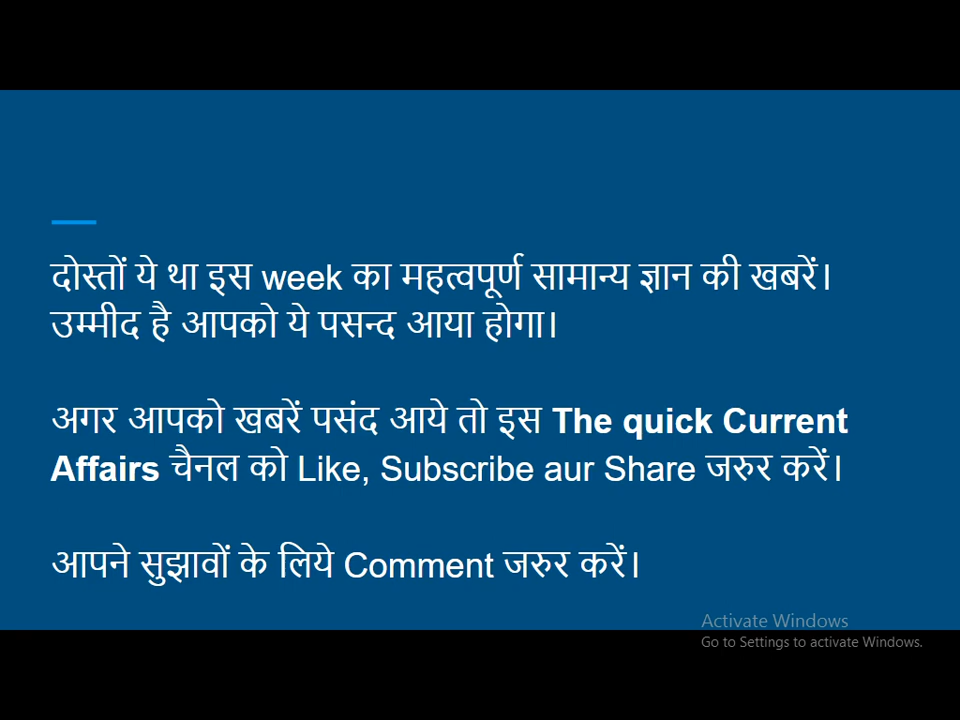 दोस्तों ये था इस week का महत्वपूर्ण सामान्य ज्ञान की खबरें।
उम्मीद है आपको ये पसन्द आया होगा।
अगर आपको खबरें पसंद आये तो इस The quick Current
Affairs चैनल को Like, Subscribe aur Share जरुर करें।
आपने सुझावों के लिये Comment जरुर करें।
Activate Windows
Go to Settings to activate Windows.